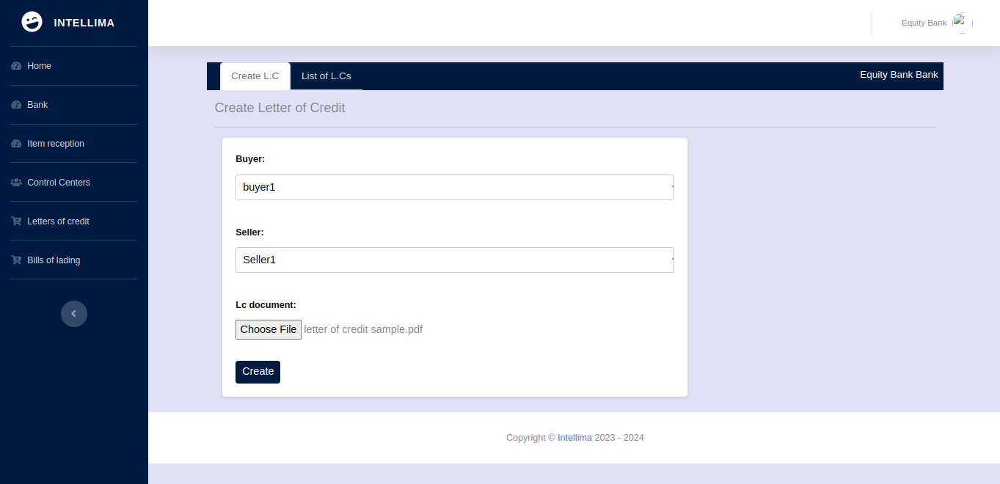 INTELLIMA
Home
Bank
Item reception
Control Centers
Letters of credit
Bills of lading
Equity Bank
Create L.C
List of L.Cs
Equity Bank Bank
Create Letter of Credit
Buyer:
buyer1
Seller:
Seller1
Lc document:
Choose File letter of credit sample.pdf
Create
Copyright © Intellima 2023 - 2024